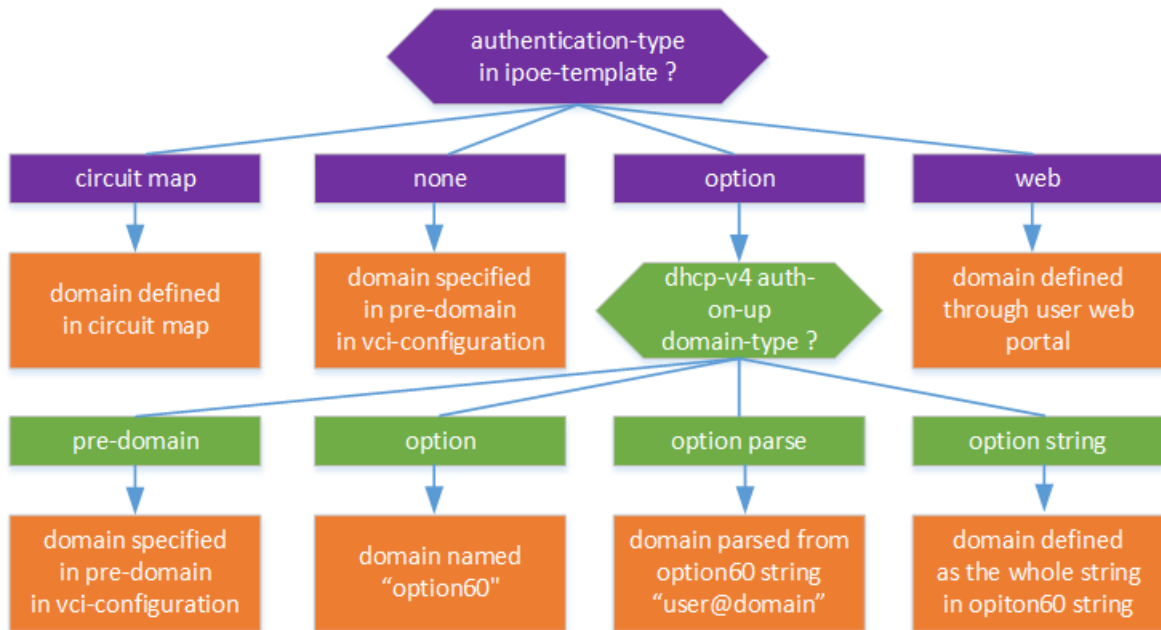 authentication-type
in ipoe-template ?
circuit map
none
option
web
domain defined
in circuit map
domain specified
in pre-domain
in vci-configuration
dhcp-v4 auth-
on-up
domain-type ?
domain defined
through user web
portal
pre-domain
option
option parse
option string
domain specified
in pre-domain
in vci-configuration
domain named
“option60"
domain parsed from
option60 string
“user@domain”
domain defined
as the whole string
in opiton60 string